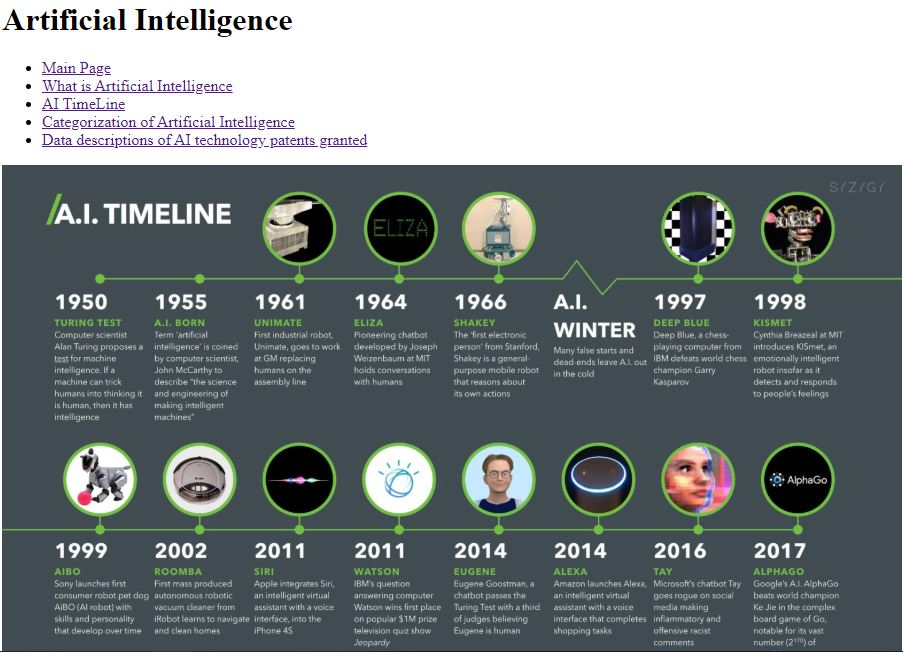 Artificial Intelligence
Main Page
What is Artificial Intelligence
AI TimeLine
Categorization of Artificial Intelligence
Data descriptions of AI technology patents granted
SYZYGY
A.I. TIMELINE
ELIZA
1950
TURING TEST
Computer scientist
Alan Turing proposes a
test for machine
intelligence. If a
machine can trick
humans into thinking it
is human, then it has
intelligence
1955
A.I. BORN
Term 'artificial
intelligence' is coined
by computer scientist,
John McCarthy to
describe "the science
and engineering of
making intelligent
machines"
1961
UNIMATE
First industrial robot,
Unimate, goes to work
at GM replacing
humans on the
assembly line
1964
ELIZA
Pioneering chatbot
developed by Joseph
Weizenbaum at MIT
holds conversations
with humans
1966
SHAKEY
The 'first electronic
person' from Stanford,
Shakey is a general-
purpose mobile robot
that reasons about
its own actions
A.I.
WINTER
Many false starts and
dead-ends leave A.I. out
in the cold
1997
DEEP BLUE
Deep Blue, a chess-
playing computer from
IBM defeats world chess
champion Garry
Kasparov
1998
KISMET
Cynthia Breazeal at MIT
introduces KISmet, an
emotionally intelligent
robot insofar as it
detects and responds
to people's feelings
AlphaGo
1999
AIBO
Sony launches first
consumer robot pet dog
AiBO (AI robot) with
skills and personality
that develop over time
2002
ROOMBA
First mass produced
autonomous robotic
vacuum cleaner from
iRobot learns to navigate
and clean homes
2011
SIRI
Apple integrates Siri,
an intelligent virtual
assistant with a voice
interface, into the
iPhone 4S
2011
WATSON
IBM's question
answering computer
Watson wins first place
on popular $1M prize
television quiz show
Jeopardy
2014
EUGENE
Eugene Goostman, a
chatbot passes the
Turing Test with a third
of judges believing
Eugene is human
2014
ALEXA
Amazon launches Alexa,
an intelligent virtual
assistant with a voice
interface that completes
shopping tasks
2016
TAY
Microsoft's chatbot Tay
goes rogue on social
media making
inflammatory and
offensive racist
comments
2017
ALPHAGO
Google's A.I. AlphaGo
beats world champion
Ke Jie in the complex
board game of Go,
notable for its vast
number (2¹⁷⁰) of